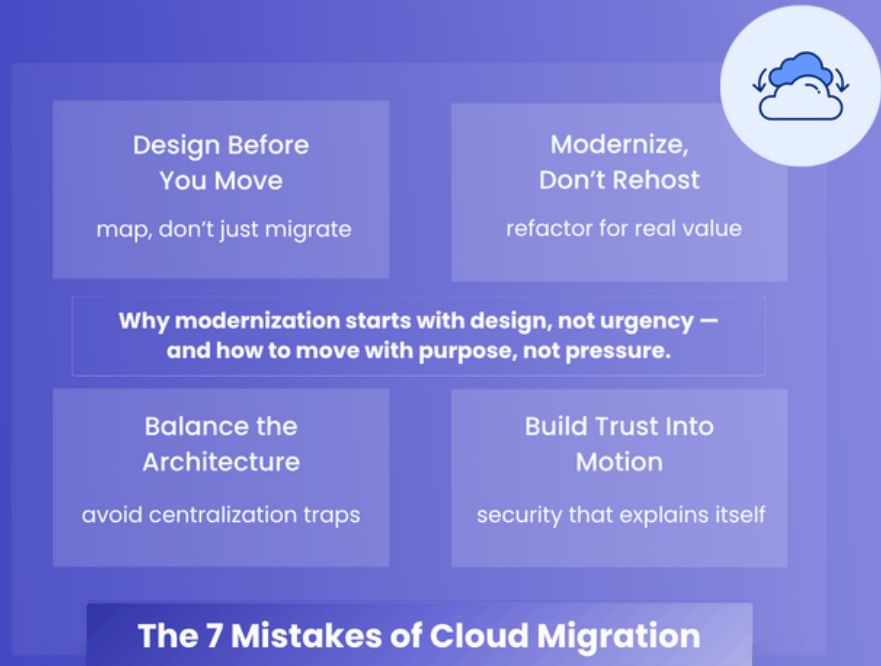 Design Before
You Move
map, don’t just migrate
Modernize,
Don’t Rehost
refactor for real value
Why modernization starts with design, not urgency —
and how to move with purpose, not pressure.
Balance the
Architecture
avoid centralization traps
Build Trust Into
Motion
security that explains itself
The 7 Mistakes of Cloud Migration